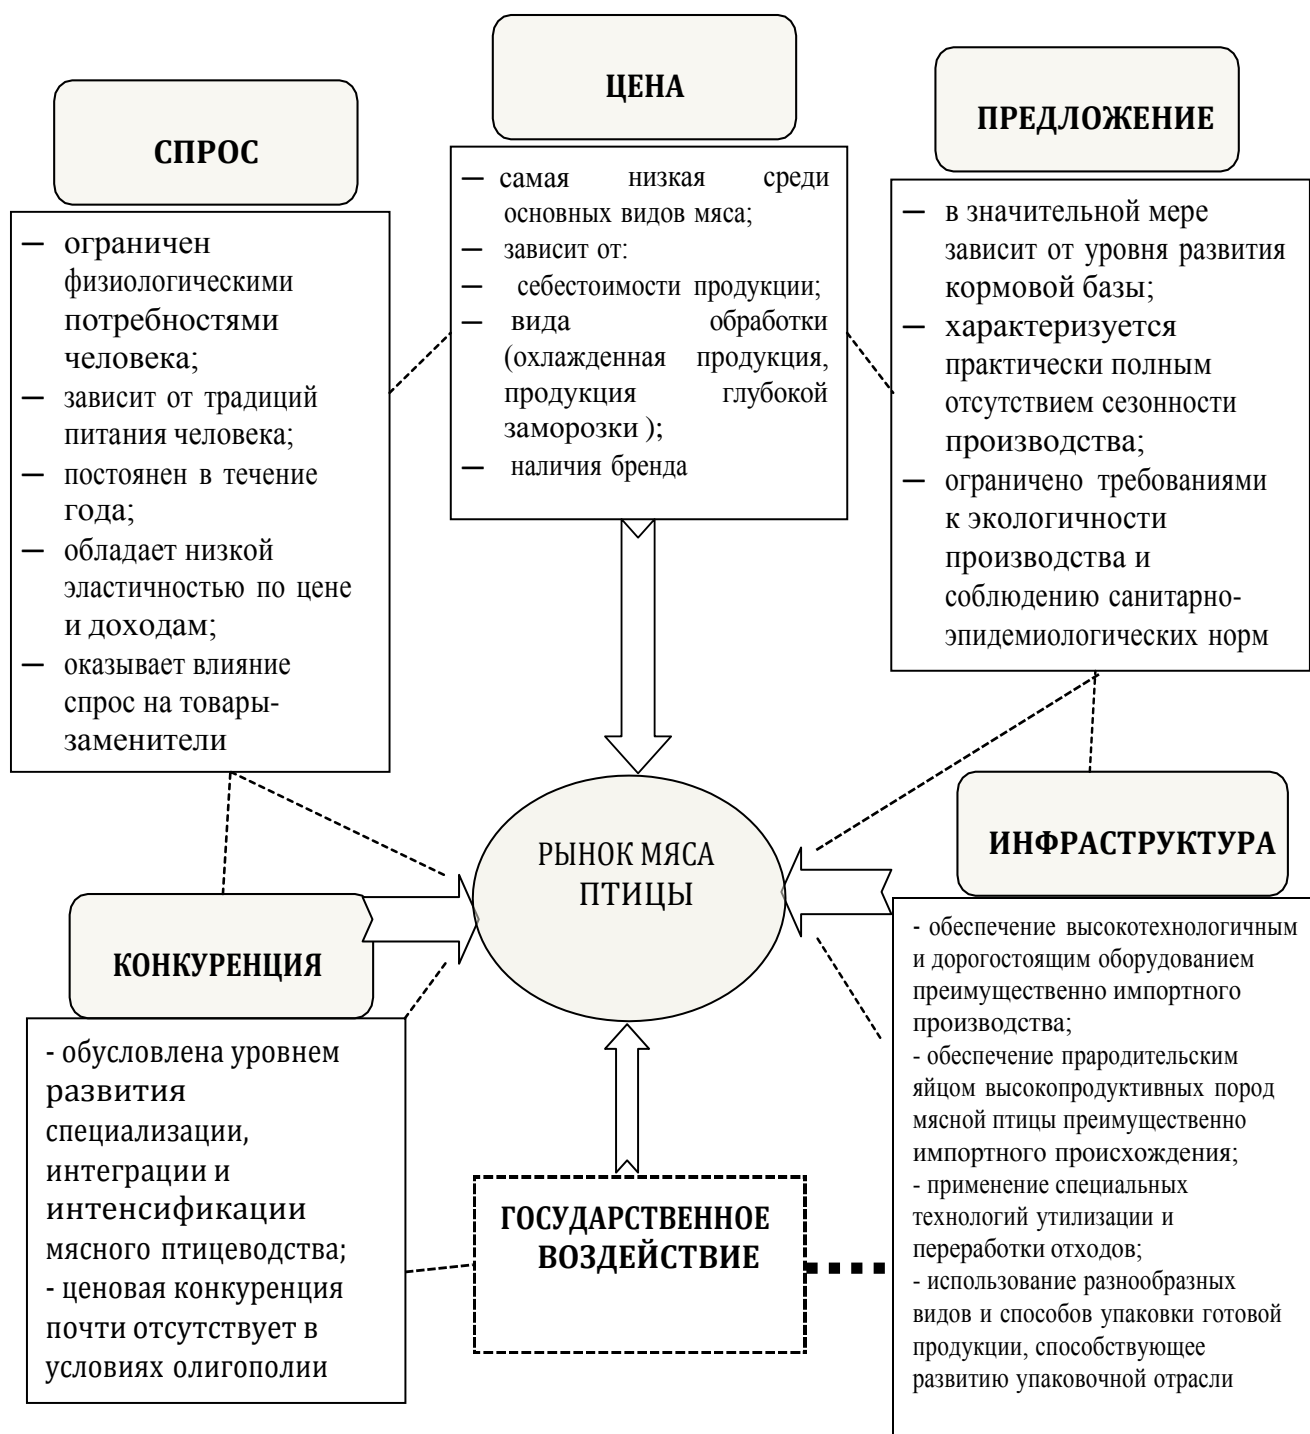 СПРОС
— ограничен
физиологическими
потребностями
человека;
— зависит от традиций
питания человека;
— постоянен в течение
года;
— обладает низкой
эластичностью по цене
и доходам;
— оказывает влияние
спрос на товары-
заменители
ЦЕНА
— самая низкая среди
основных видов мяса;
— зависит от:
— себестоимости продукции;
— вида обработки
(охлажденная продукция,
продукция глубокой
заморозки );
— наличия бренда
ПРЕДЛОЖЕНИЕ
— в значительной мере
зависит от уровня развития
кормовой базы;
— характеризуется
практически полным
отсутствием сезонности
производства;
— ограничено требованиями
к экологичности
производства и
соблюдению санитарно-
эпидемиологических норм
РЫНОК МЯСА
ПТИЦЫ
КОНКУРЕНЦИЯ
- обусловлена уровнем
развития
специализации,
интеграции и
интенсификации
мясного птицеводства;
- ценовая конкуренция
почти отсутствует в
условиях олигополии
ГОСУДАРСТВЕННОЕ
ВОЗДЕЙСТВИЕ
ИНФРАСТРУКТУРА
- обеспечение высокотехнологичным
и дорогостоящим оборудованием
преимущественно импортного
производства;
- обеспечение прародительским
яйцом высокопродуктивных пород
мясной птицы преимущественно
импортного происхождения;
- применение специальных
технологий утилизации и
переработки отходов;
- использование разнообразных
видов и способов упаковки готовой
продукции, способствующее
развитию упаковочной отрасли